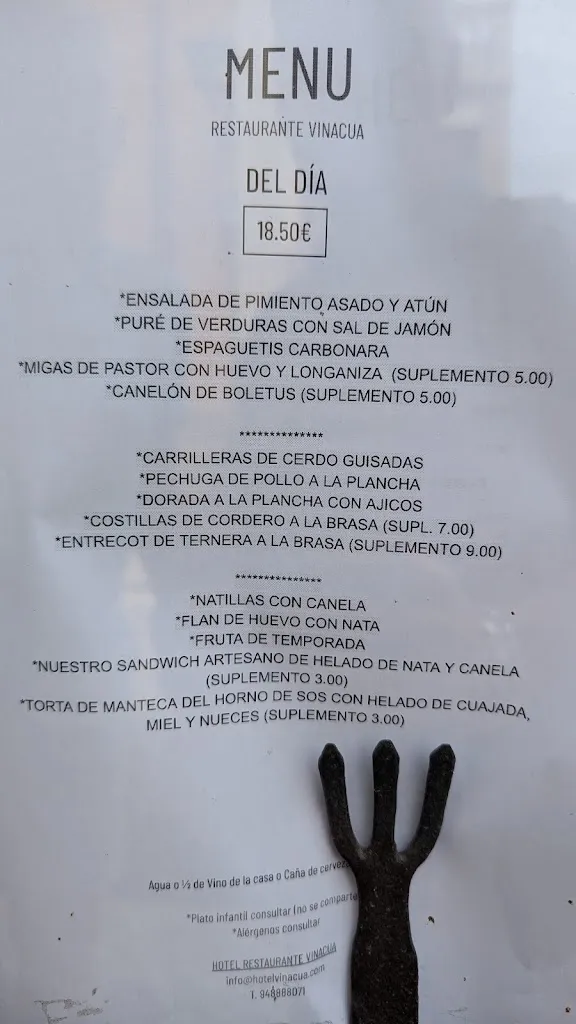 MENU
RESTAURANTE VINACUA
DEL DÍA
18.50€
*ENSALADA DE PIMIENTO ASADO Y ATÚN
*PURÉ DE VERDURAS CON SAL DE JAMÓN
*ESPAGUETIS CARBONARA
*MIGAS DE PASTOR CON HUEVO Y LONGANIZA (SUPLEMENTO 5.00)
*CANELÓN DE BOLETUS (SUPLEMENTO 5.00)
**************
*CARRILLERAS DE CERDO GUISADAS
*PECHUGA DE POLLO A LA PLANCHA
*DORADA A LA PLANCHA CON AJICOS
*COSTILLAS DE CORDERO A LA BRASA (SUPL. 7.00)
*ENTRECOT DE TERNERA A LA BRASA (SUPLEMENTO 9.00)
**************
*NATILLAS CON CANELA
*FLAN DE HUEVO CON NATA
*FRUTA DE TEMPORADA
*NUESTRO SANDWICH ARTESANO DE HELADO DE NATA Y CANELA
(SUPLEMENTO 3.00)
*TORTA DE MANTECA DEL HORNO DE SOS CON HELADO DE CUAJADA,
MIEL Y NUECES (SUPLEMENTO 3.00)
Agua o ½ de Vino de la casa o Caña de cervez
*Plato infantil consultar (no se comparte
*Alérgenos consultar
HOTEL RESTAURANTE VINACUA
info@hotelvinacua.com
T. 948888071